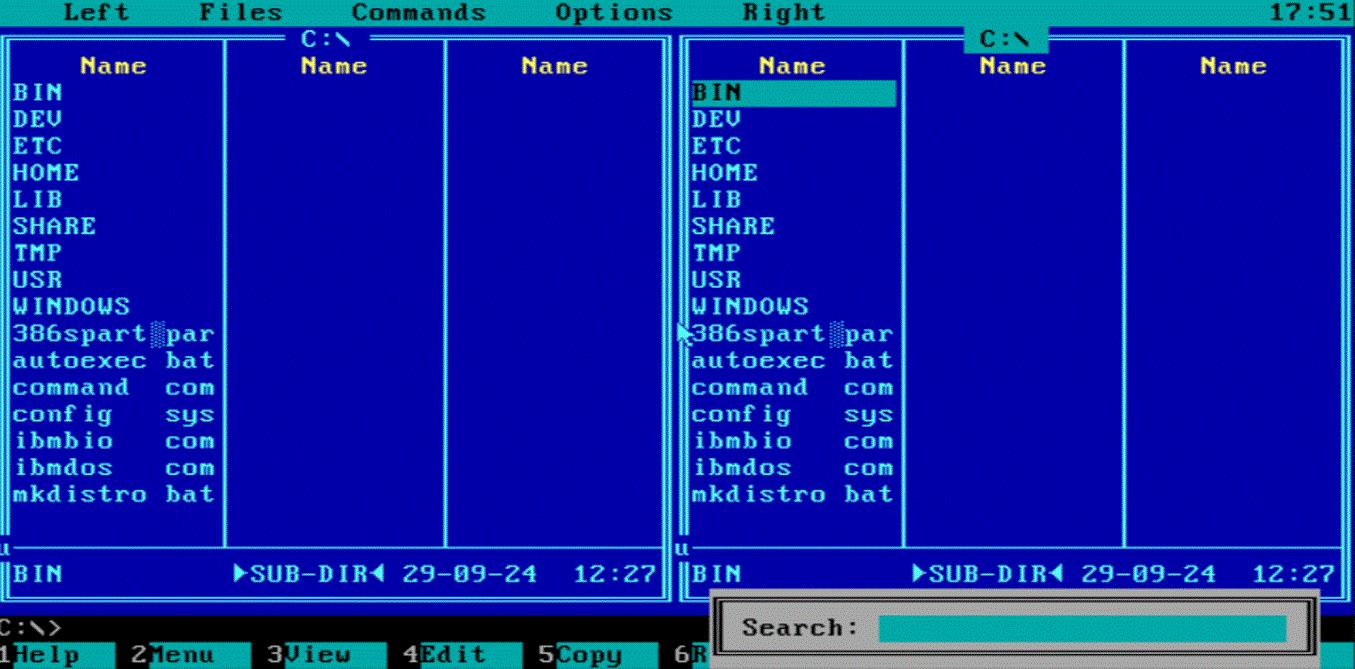 Left Files Commands Options Right 17:51
C:\ C:\
Name Name Name Name Name Name
BIN BIN
DEV DEV
ETC ETC
HOME HOME
LIB LIB
SHARE SHARE
TMP TMP
USR USR
WINDOWS WINDOWS
386spart░par 386spart░par
autoexec bat autoexec bat
command com command com
config sys config sys
ibmbio com ibmbio com
ibmdos com ibmdos com
mkdistro bat mkdistro bat
u u
BIN ►SUB-DIR◄ 29-09-24 12:27 BIN ►SUB-DIR◄ 29-09-24 12:27
C:\> Search:
1Help 2Menu 3View 4Edit 5Copy 6R